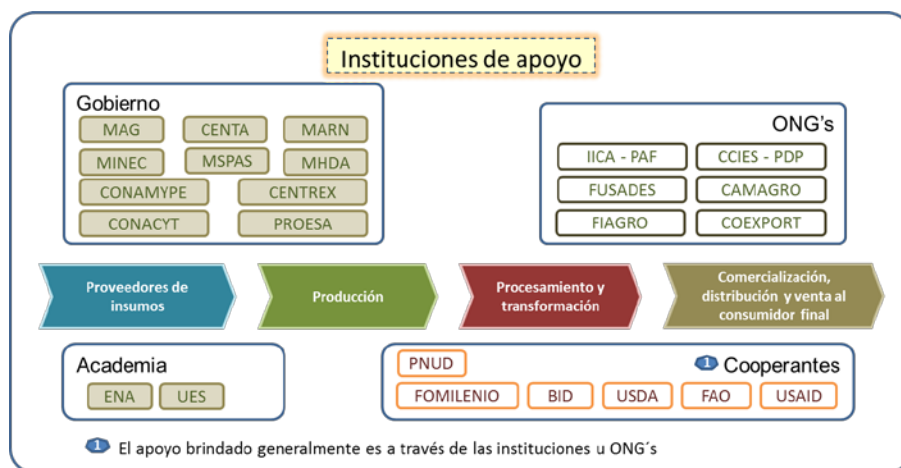 Instituciones de apoyo
Gobierno
MAG CENTA MARN
MINEC MSPAS MHDA
CONAMYPE CENTREX
CONACYT PROESA
ONG's
IICA - PAF CCIES - PDP
FUSADES CAMAGRO
FIAGRO COEXPORT
Proveedores de
insumos
Producción
Procesamiento y
transformación
Comercialización,
distribución y venta al
consumidor final
Academia
ENA UES
1 Cooperantes
PNUD
FOMILENIO BID USDA FAO USAID
1 El apoyo brindado generalmente es a través de las instituciones u ONG´s